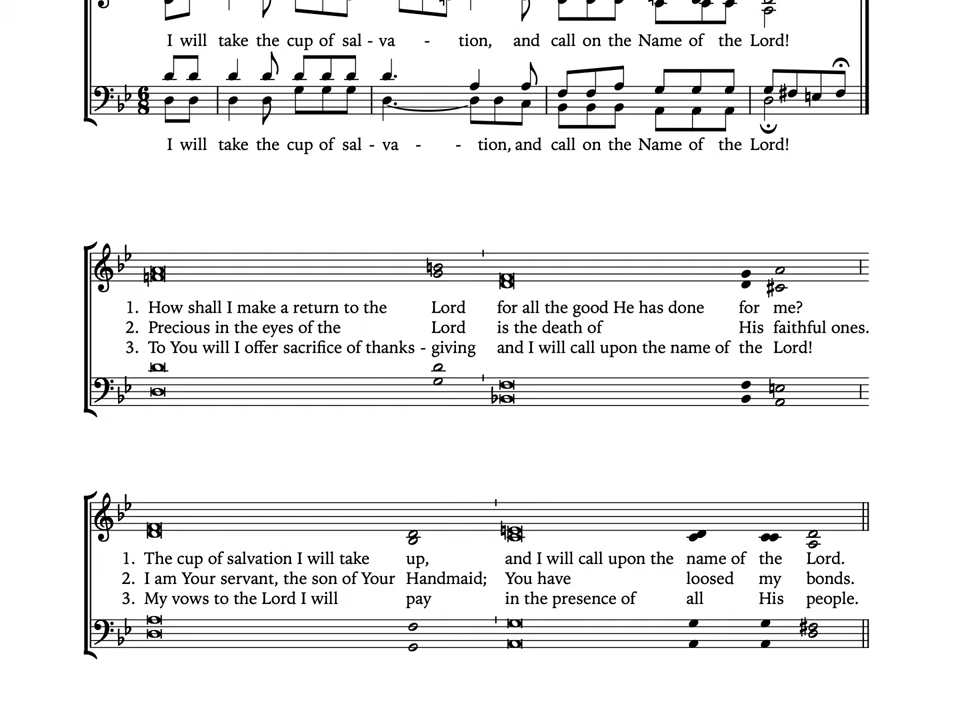 I will take the cup of sal - va - tion, and call on the Name of the Lord!
6
8
I will take the cup of sal - va - - tion, and call on the Name of the Lord!
1. How shall I make a return to the Lord for all the good He has done for me?
2. Precious in the eyes of the Lord is the death of His faithful ones.
3. To You will I offer sacrifice of thanks - giving and I will call upon the name of the Lord!
1. The cup of salvation I will take up, and I will call upon the name of the Lord.
2. I am Your servant, the son of Your Handmaid; You have loosed my bonds.
3. My vows to the Lord I will pay in the presence of all His people.